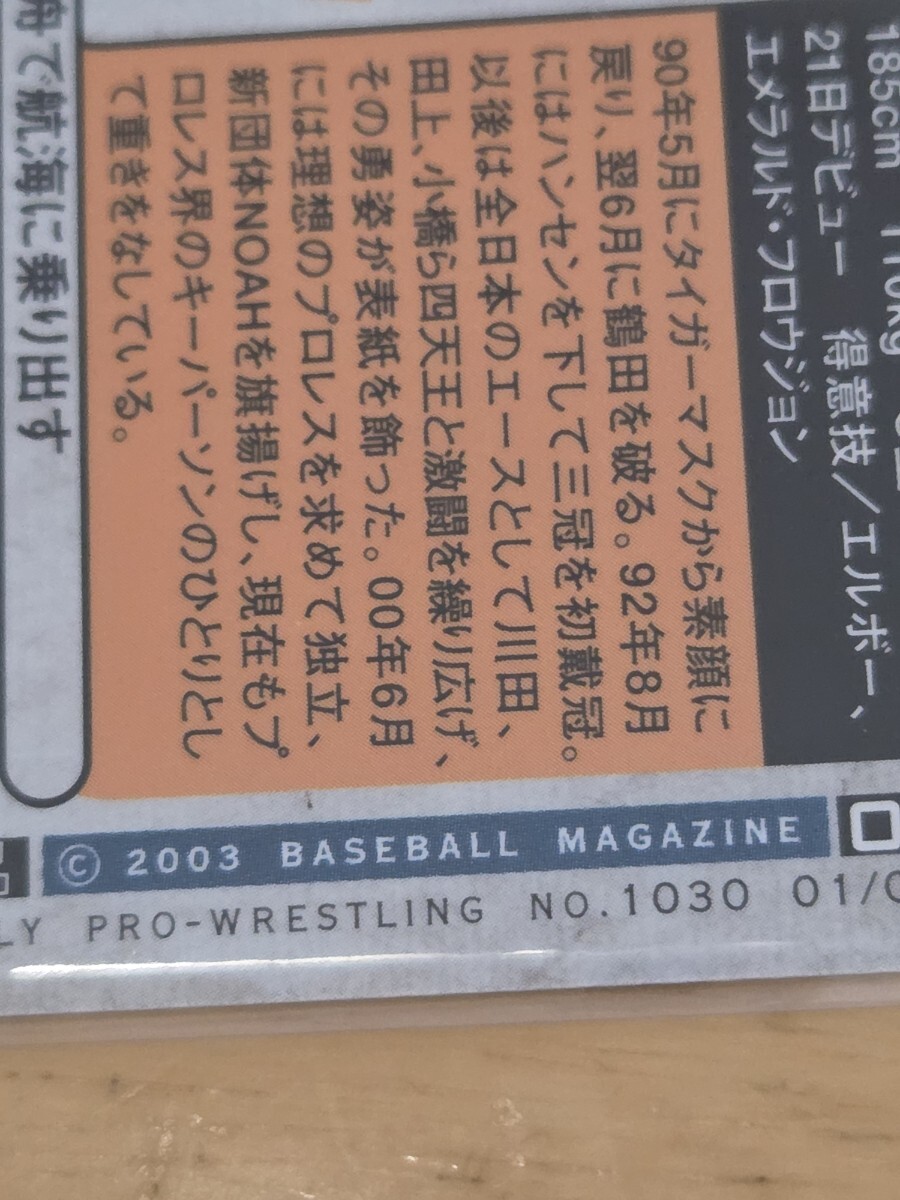 185cm 110kg
21日デビュー 得意技／エルボー、
エメラルド・フロウジョン
90年5月にタイガーマスクから素顔に
戻り、翌6月に鶴田を破る。92年8月
にはハンセンを下して三冠を初戴冠。
以後は全日本のエースとして川田、
田上、小橋ら四天王と激闘を繰り広げ、
その勇姿が表紙を飾った。00年6月
には理想のプロレスを求めて独立、
新団体NOAHを旗揚げし、現在もプ
ロレス界のキーパーソンのひとりとし
て重きをなしている。
舟で航海に乗り出す
© 2003 BASEBALL MAGAZINE
LY PRO-WRESTLING NO.1030 01/